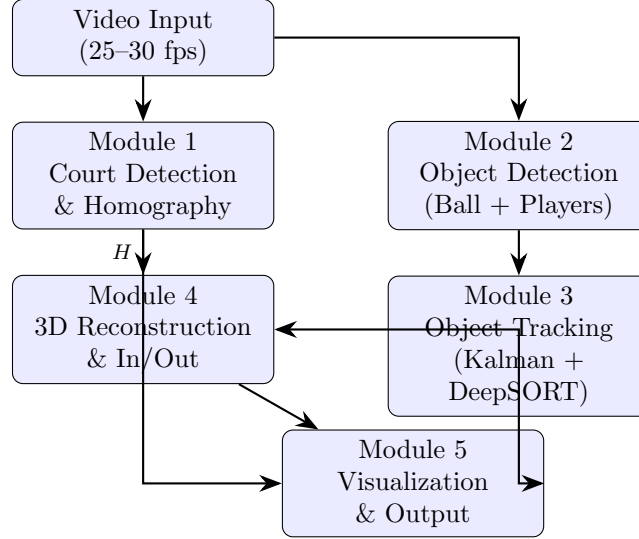 Video Input
(25–30 fps)
Module 1
Court Detection
& Homography
Module 2
Object Detection
(Ball + Players)
H
Module 4
3D Reconstruction
& In/Out
Module 3
Object Tracking
(Kalman +
DeepSORT)
Module 5
Visualization
& Output